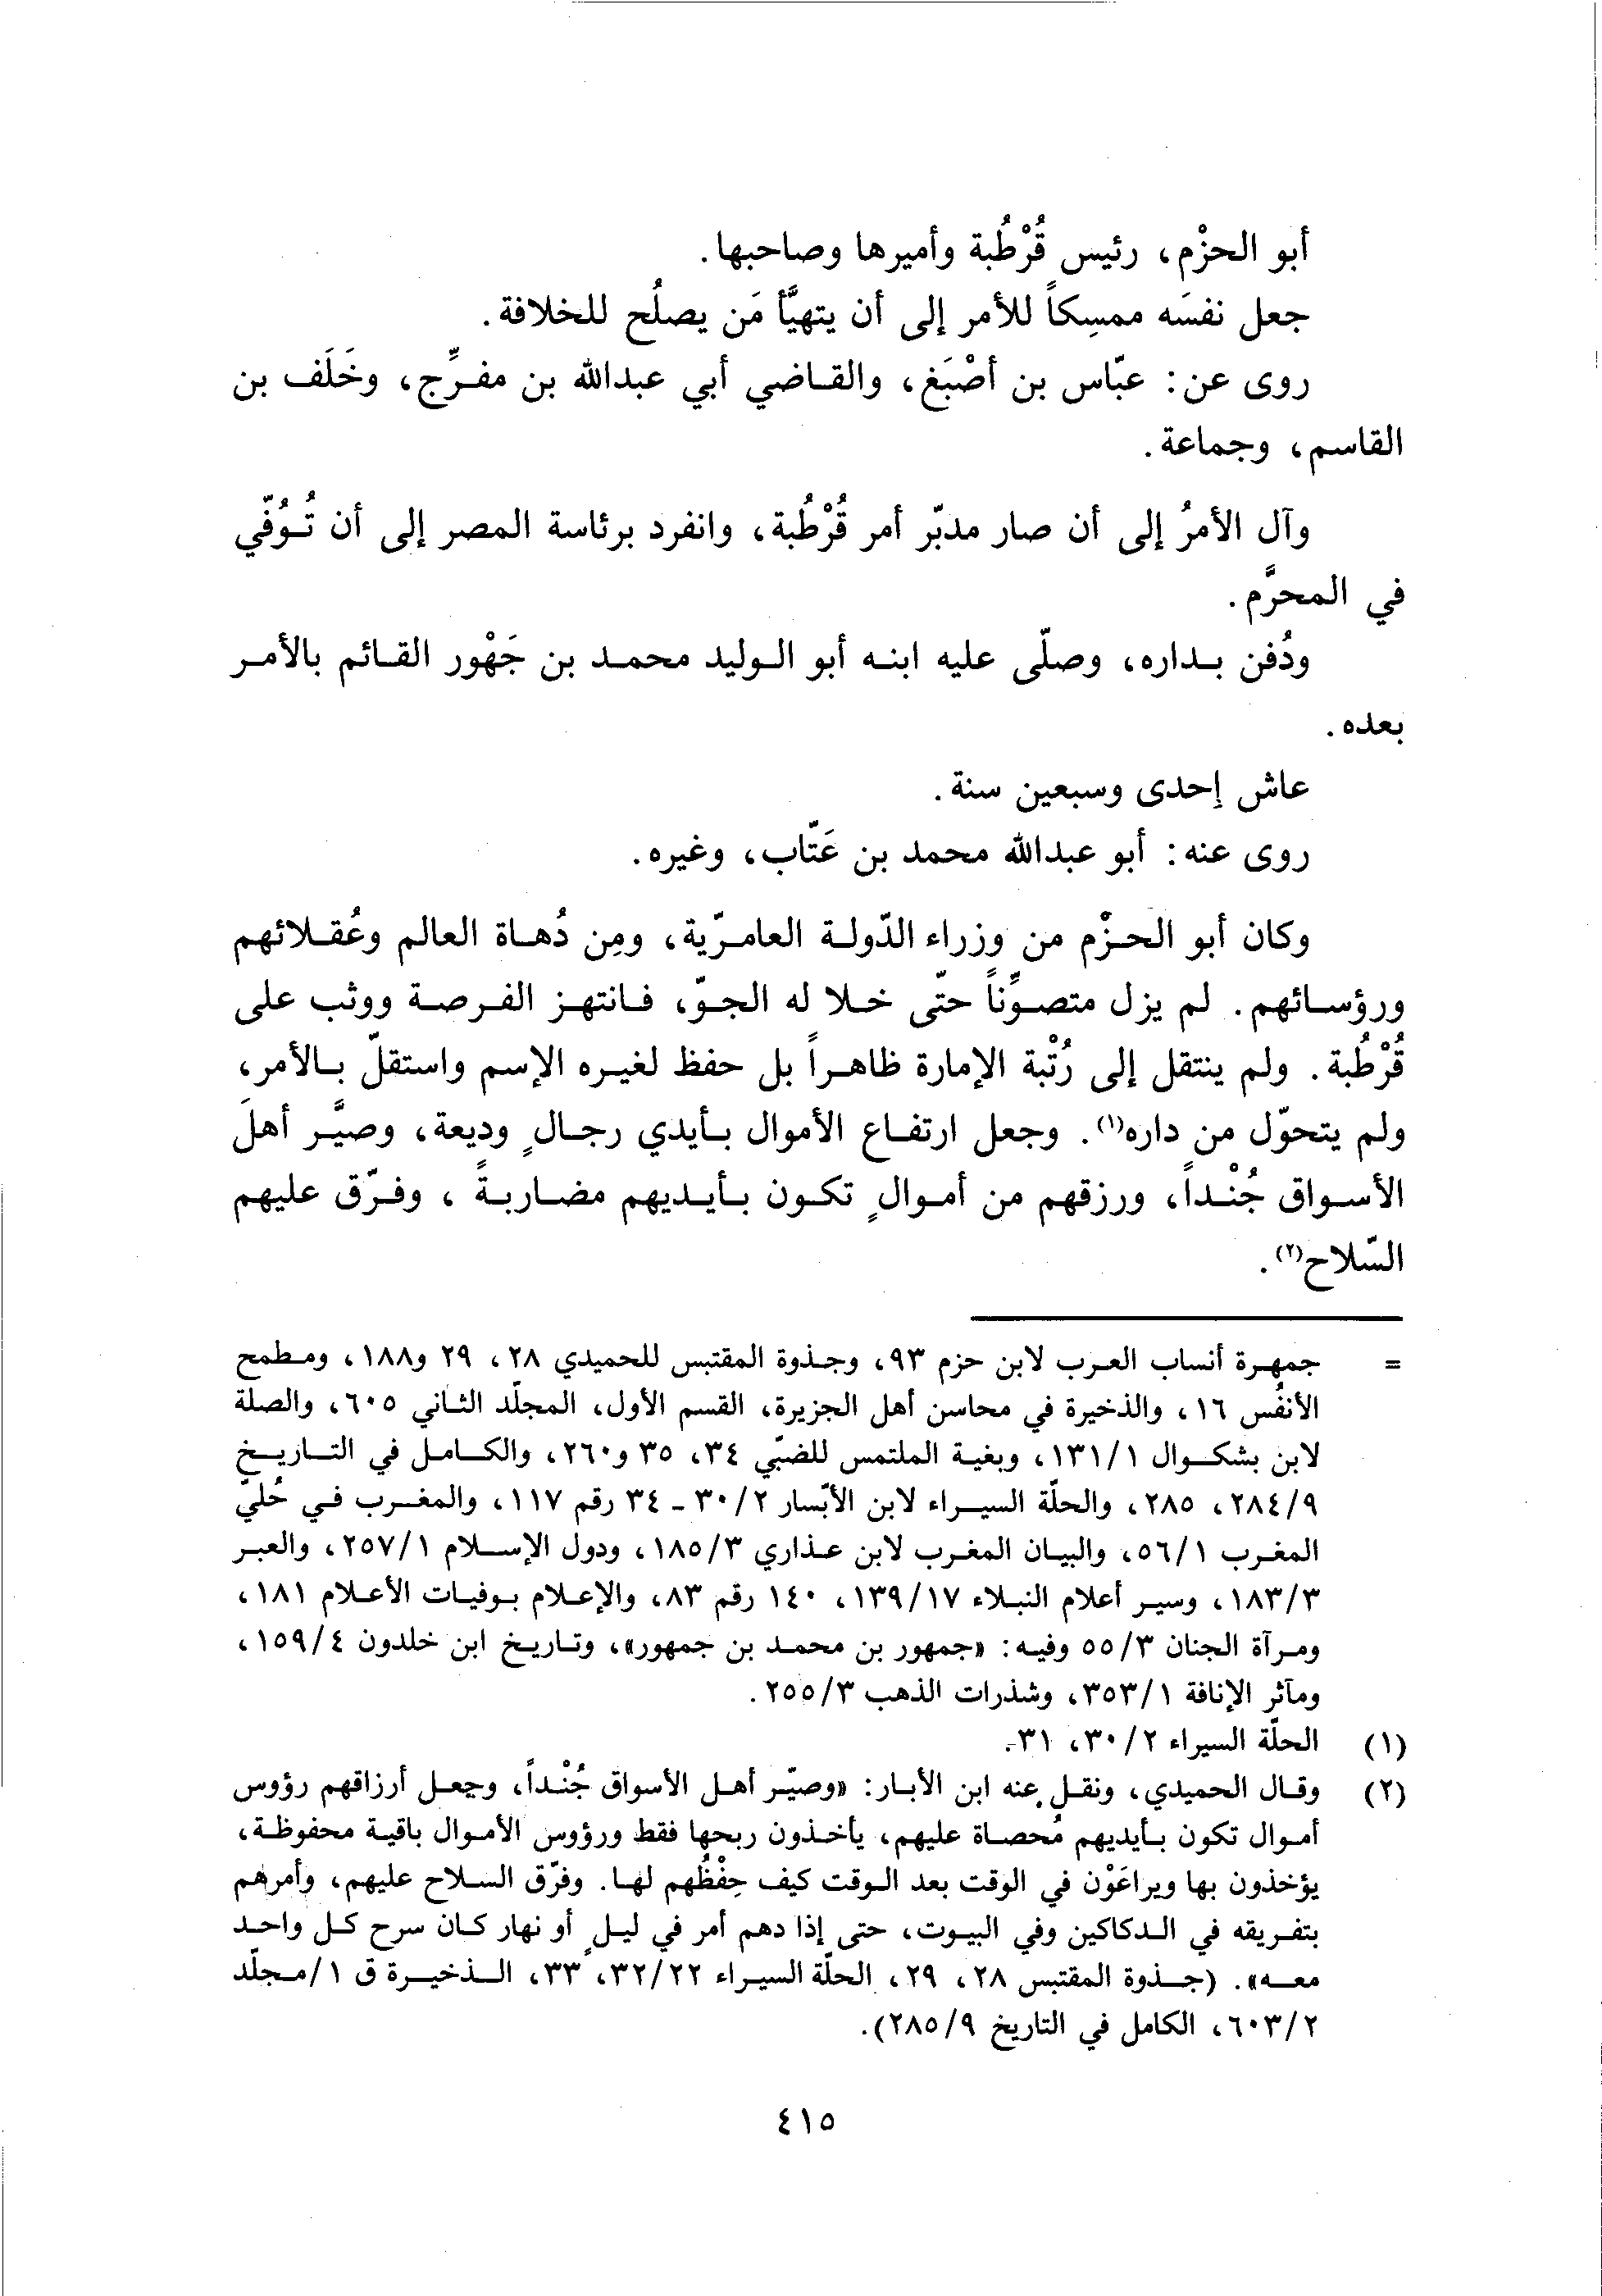 أبو الحزْم، رئيس قُرْطُبة وأميرها وصاحبها.
جعل نفسَه ممسِكاً للأمر إلى أن يتهيَّأ مَن يصلُح للخلافة.
روى عن: عبّاس بن أصْبَغ، والقاضي أبي عبدالله بن مفرِّج، وخَلَف بن
القاسم، وجماعة.
وآل الأمرُ إلى أن صار مدبّر أمر قُرْطُبة، وانفرد برئاسة المصر إلى أن تُوُفّي
في المحرَّم.
ودُفن بداره، وصلّى عليه ابنه أبو الوليد محمد بن جَهْور القائم بالأمر
بعده.
عاش إحدى وسبعين سنة.
روى عنه: أبو عبدالله محمد بن عَتّاب، وغيره.
وكان أبو الحزْم من وزراء الدّولة العامرّية، ومِن دُهاة العالم وعُقلائهم
ورؤسائهم. لم يزل متصوِّناً حتّى خلا له الجوّ، فانتهز الفرصة ووثب على
قُرْطُبة. ولم ينتقل إلى رُتْبة الإمارة ظاهراً بل حفظ لغيره الإسم واستقلّ بالأمر،
ولم يتحوّل من داره(١). وجعل ارتفاع الأموال بأيدي رجالٍ وديعة، وصيَّر أهلَ
الأسواق جُنْداً، ورزقهم من أموالٍ تكون بأيديهم مضاربةً، وفرّق عليهم
السّلاح(٢).
= جمهرة أنساب العرب لابن حزم ٩٣، وجذوة المقتبس للحميدي ٢٨، ٢٩ و١٨٨، ومطمح
الأنفُس ١٦، والذخيرة في محاسن أهل الجزيرة، القسم الأول، المجلّد الثاني ٦٠٥، والصلة
لابن بشكوال ١/١٣١، وبغية الملتمس للضبّي ٣٤، ٣٥ و٢٦٠، والكامل في التاريخ
٩/٢٨٤، ٢٨٥، والحلّة السيراء لابن الأبّسار ٢/٣٠ - ٣٤ رقم ١١٧، والمغرب في حُليّ
المغرب ١/٥٦، والبيان المغرب لابن عذاري ٣/١٨٥، ودول الإسلام ١/٢٥٧، والعبر
٣/١٨٣، وسير أعلام النبلاء ١٧/١٣٩، ١٤٠ رقم ٨٣، والإعلام بوفيات الأعلام ١٨١،
ومرآة الجنان ٣/٥٥ وفيه: «جمهور بن محمد بن جمهور»، وتاريخ ابن خلدون ٤/١٥٩،
ومآثر الإنافة ١/٣٥٣، وشذرات الذهب ٣/٢٥٥.
(١) الحلّة السيراء ٢/٣٠، ٣١.
(٢) وقال الحميدي، ونقل عنه ابن الأبار: «وصيّر أهل الأسواق جُنْداً، وجعل أرزاقهم رؤوس
أموال تكون بأيديهم مُحصاة عليهم، يأخذون ربحها فقط ورؤوس الأموال باقية محفوظة،
يؤخذون بها ويراعَوْن في الوقت بعد الوقت كيف حِفْظُهم لها. وفرّق السلاح عليهم، وأمرهم
بتفريقه في الدكاكين وفي البيوت، حتى إذا دهم أمر في ليلٍ أو نهار كان سرح كل واحد
معه». (جذوة المقتبس ٢٨، ٢٩، الحلّة السيراء ٣٢/٢٢، ٣٣، الذخيرة ق ١/مجلّد
٢/٦٠٣، الكامل في التاريخ ٩/٢٨٥).
٤١٥